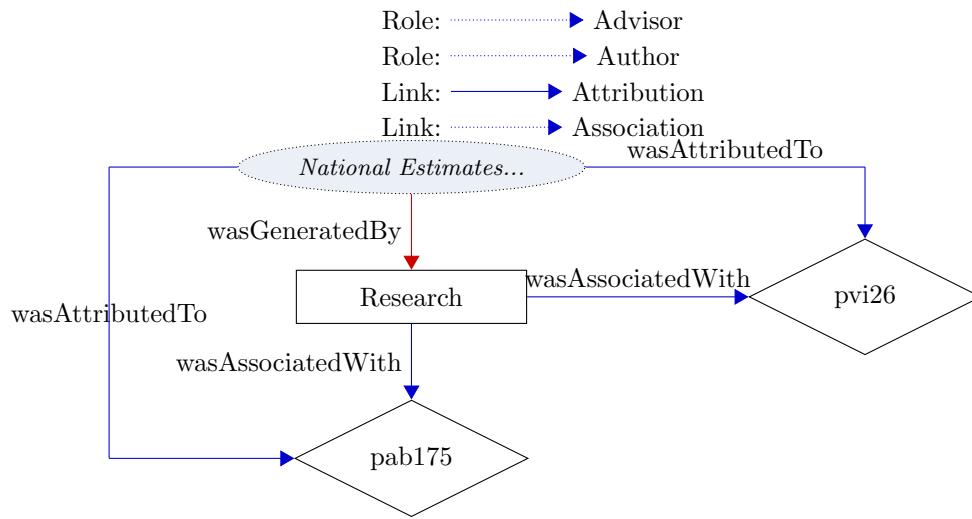 Role: Advisor
Role: Author
Link: Attribution
Link: Association
wasAttributedTo
National Estimates...
wasGeneratedBy
wasAssociatedWith
Research
pvi26
wasAttributedTo
wasAssociatedWith
pab175